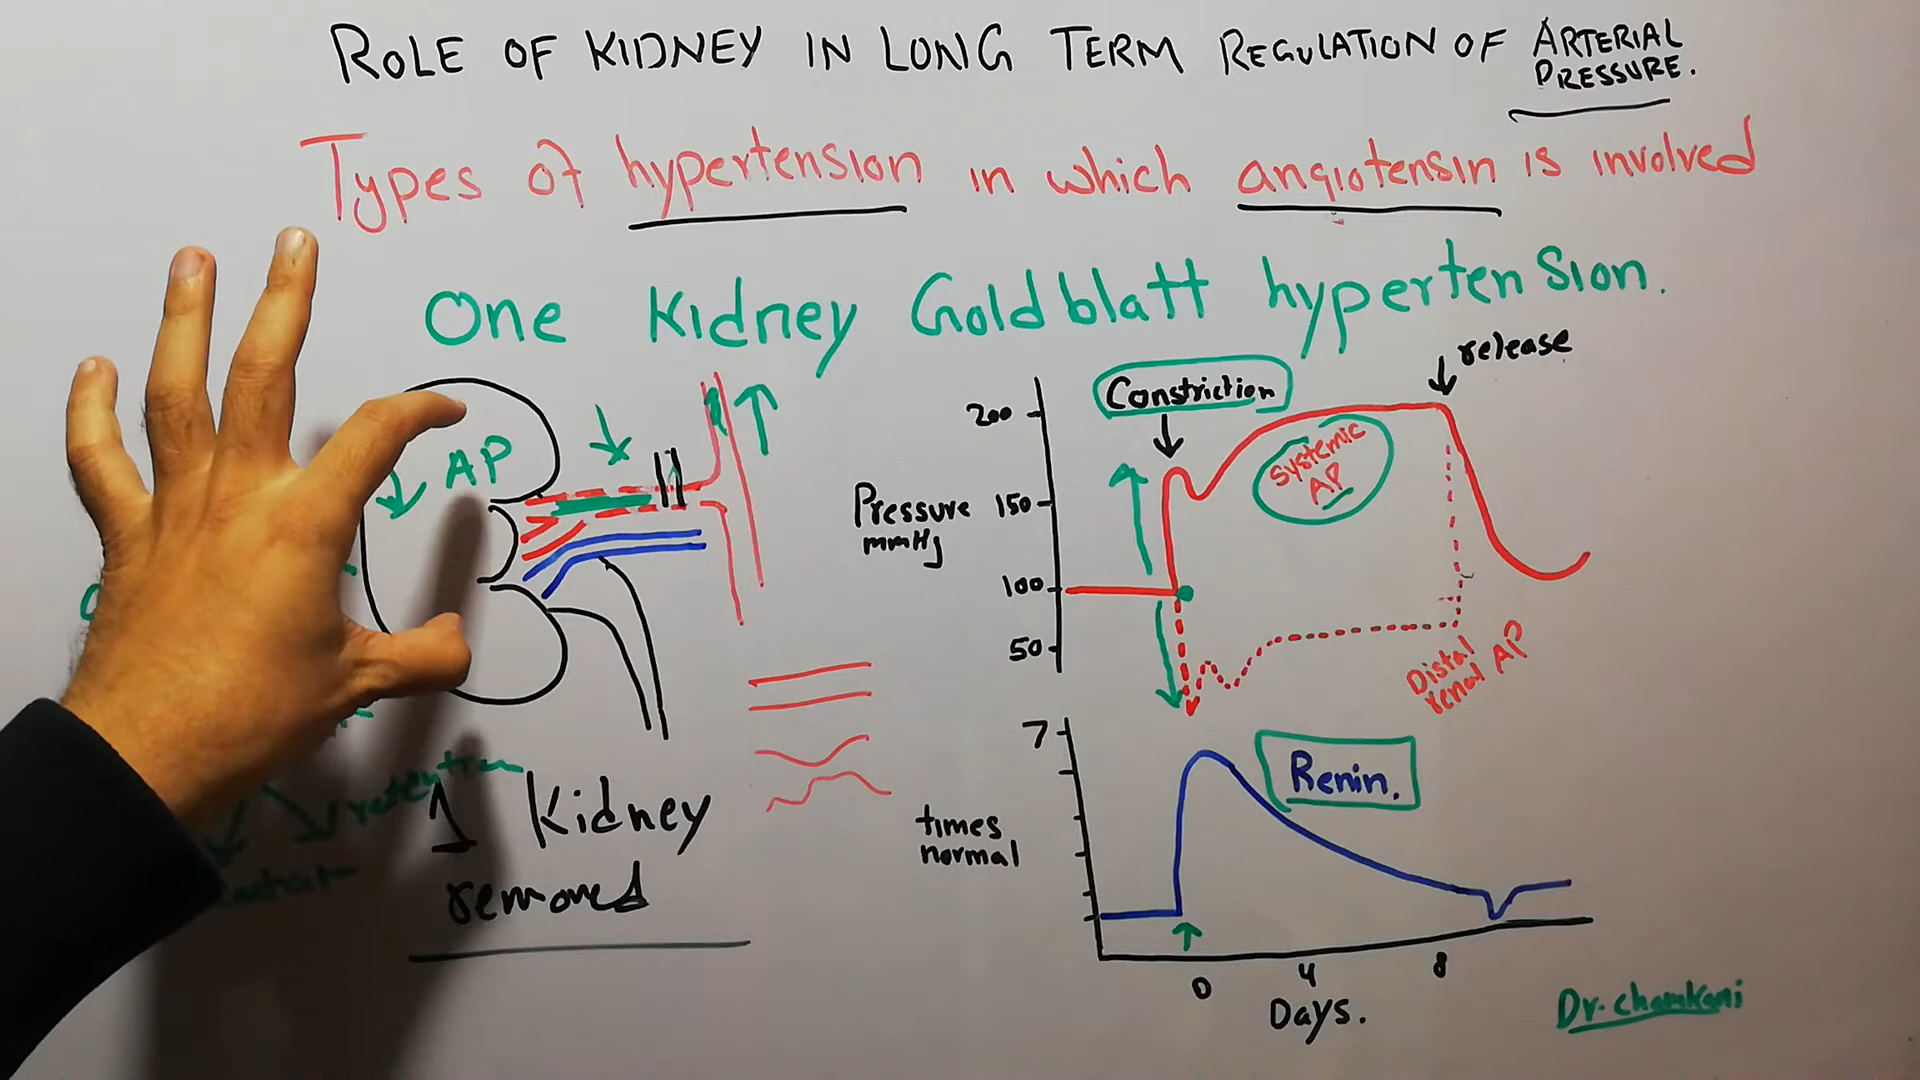 ROLE OF KIDNEY IN LONG TERM REGULATION OF ARTERIAL PRESSURE.
Types of hypertension in which angiotensin is involved
One Kidney Goldblatt hypertension.
release
Constriction
200
Systemic
AP
AP
Pressure
mmHg
150
100
50
Distal
renal AP
7
Renin.
retention
1 Kidney
removed
times
normal
0 4 8
Days.
Dr. chamkani